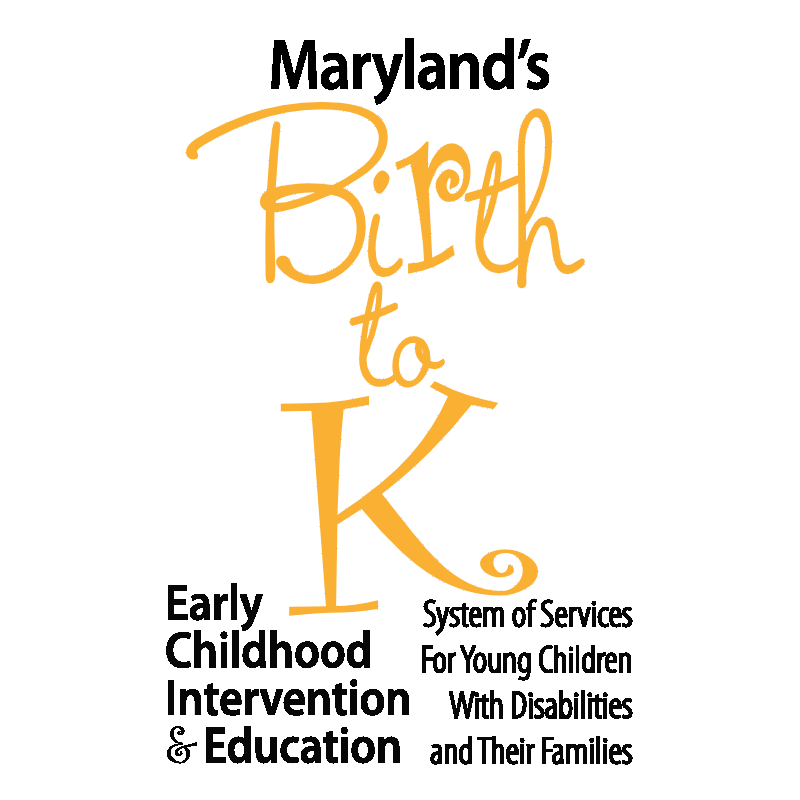 Maryland's
Birth
to
K
Early
Childhood
Intervention
& Education
System of Services
For Young Children
With Disabilities
and Their Families